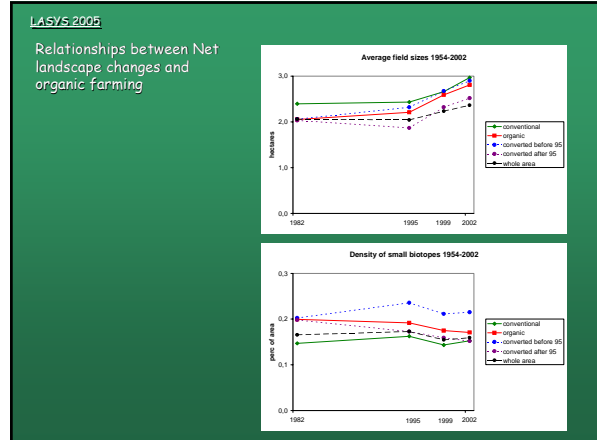 LASYS 2005
Relationships between Net
landscape changes and
organic farming
Average field sizes 1954-2002
3,0
2,0
1,0
0,0
hectares
1982
1995
1999
2002
conventional
organic
converted before 95
converted after 95
whole area
Density of small biotopes 1954-2002
0,3
0,2
0,1
0,0
perc of area
1982
1995
1999
2002
conventional
organic
converted before 95
converted after 95
whole area